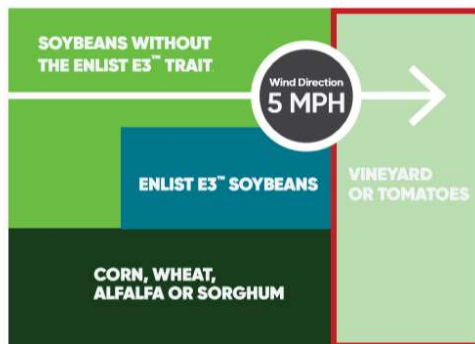 SOYBEANS WITHOUT
THE ENLIST E3™ TRAIT
Wind Direction
5 MPH
ENLIST E3™ SOYBEANS
VINEYARD
OR TOMATOES
CORN, WHEAT,
ALFALFA OR SORGHUM